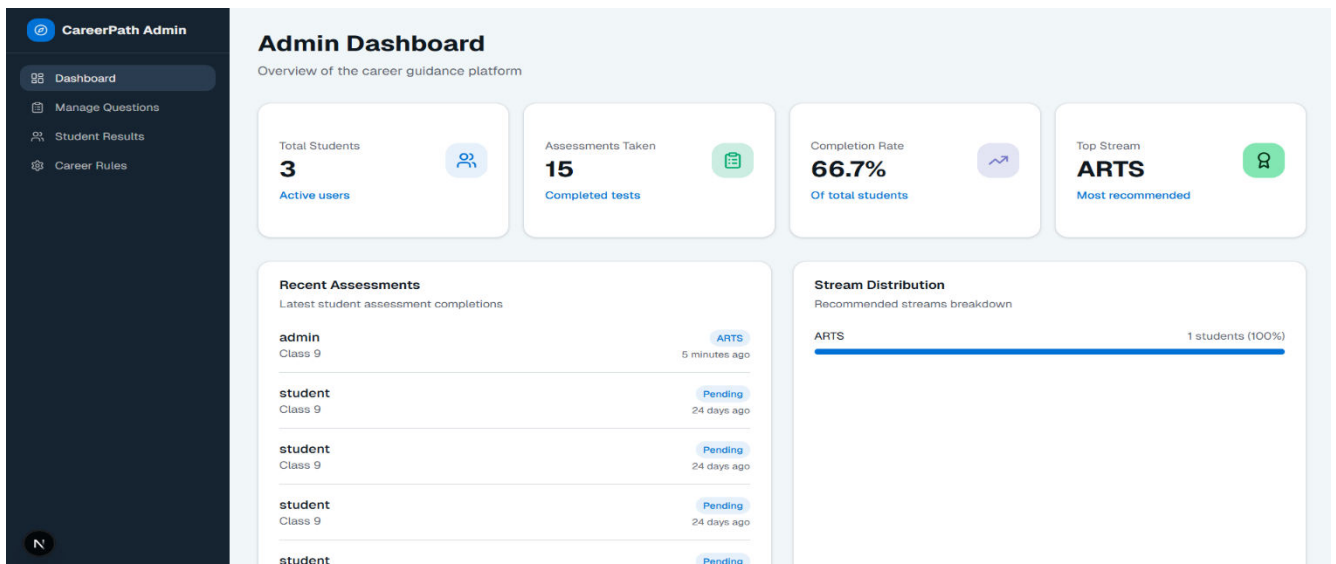 CareerPath Admin
Dashboard
Manage Questions
Student Results
Career Rules
N
Admin Dashboard
Overview of the career guidance platform
Total Students
3
Active users
Assessments Taken
15
Completed tests
Completion Rate
66.7%
Of total students
Top Stream
ARTS
Most recommended
Recent Assessments
Latest student assessment completions
admin
ARTS
Class 9
5 minutes ago
student
Pending
Class 9
24 days ago
student
Pending
Class 9
24 days ago
student
Pending
Class 9
24 days ago
student
Pending
Stream Distribution
Recommended streams breakdown
ARTS
1 students (100%)